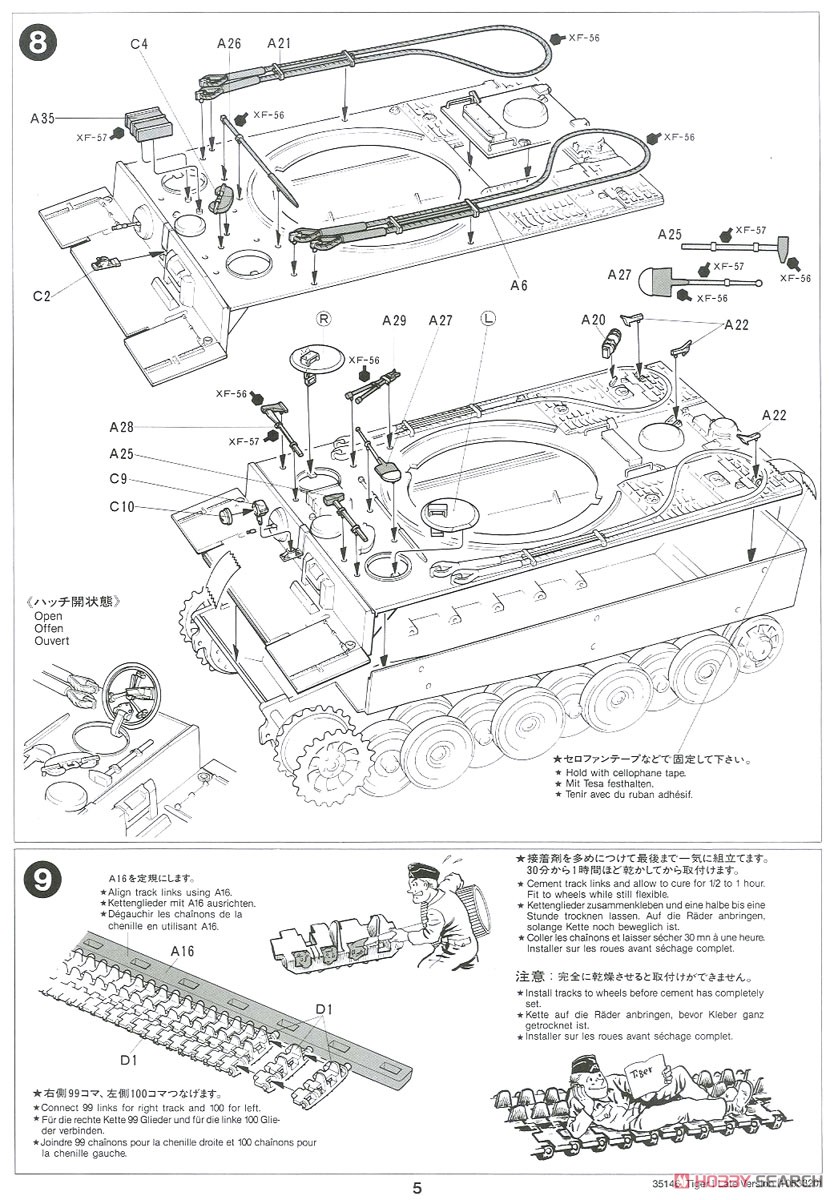 8
C4
A26
A21
XF-56
A35
XF-57
XF-56
XF-56
C2
A6
A25
XF-57
XF-56
A27
XF-57
XF-56
R
A29
A27
L
A20
A22
XF-56
XF-56
A28
XF-57
A22
A25
C9
C10
《ハッチ開状態》
Open
Offen
Ouvert
★セロファンテープなどで固定して下さい。
★ Hold with cellophane tape.
★ Mit Tesa festhalten.
★ Tenir avec du ruban adhésif.
9
A16を定規にします。
★Align track links using A16.
★Kettenglieder mit A16 ausrichten.
★Dégauchir les chaînons de la
chenille en utilisant A16.
A16
D1
D1
★右側99コマ、左側100コマつなげます。
★Connect 99 links for right track and 100 for left.
★Für die rechte Kette 99 Glieder und für die linke 100 Glie-
der verbinden.
★Joindre 99 chaînons pour la chenille droite et 100 chaînons pour
la chenille gauche.
★接着剤を多めにつけて最後まで一気に組立てます。
30分から1時間ほど乾かしてから取付けます。
★Cement track links and allow to cure for 1/2 to 1 hour.
Fit to wheels while still flexible.
★Kettenglieder zusammenkleben und eine halbe bis eine
Stunde trocknen lassen. Auf die Räder anbringen,
solange Kette noch beweglich ist.
★Coller les chaînons et laisser sécher 30 mn à une heure.
Installer sur les roues avant séchage complet.
注意：完全に乾燥させると取付けができません。
★Install tracks to wheels before cement has completely
set.
★Kette auf die Räder anbringen, bevor Kleber ganz
getrocknet ist.
★Installer sur les roues avant séchage complet.
Tiger
35146 Tiger I Late Version
HOBBY SEARCH
5